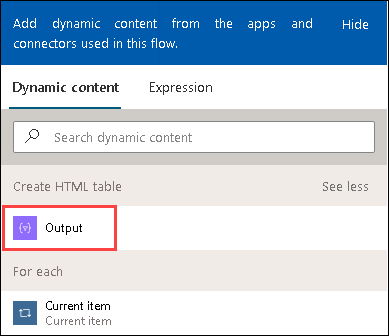 Add dynamic content from the apps and Hide
connectors used in this flow.
Dynamic content Expression
Search dynamic content
Create HTML table See less
Output
For each
Current item
Current item